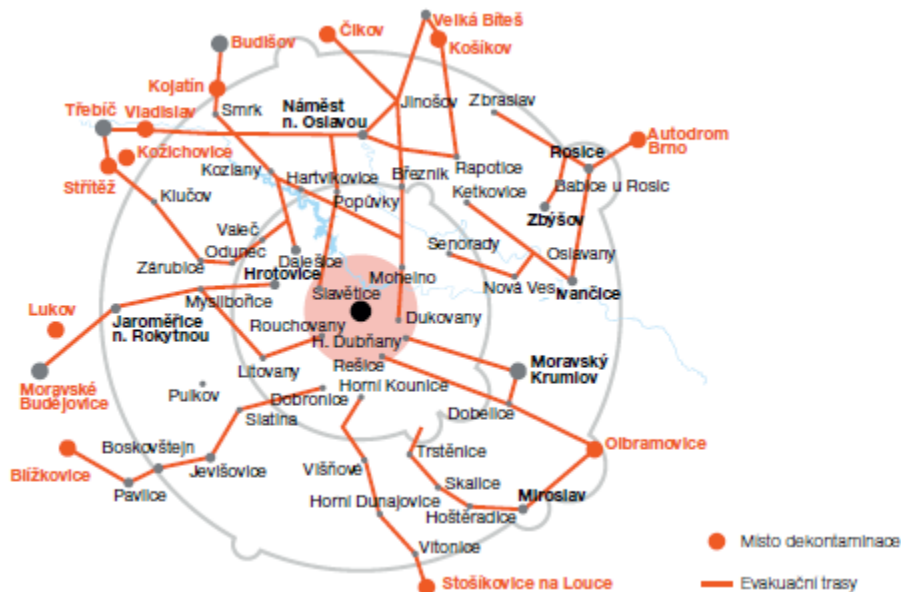 Čikov
Velká Bíteš
Budišov
Košíkov
Kojatín
Třebíč
Vladislav
Smrk
Náměšť
n. Oslavou
Jinošov
Zbraslav
Autodrom
Brno
Kožichovice
Střítěž
Kozlany
Hartvíkovice
Březník
Rapotice
Rosice
Babice u Rosic
Klučov
Popůvky
Ketkovice
Zbýšov
Valeč
Odunec
Senorady
Oslavany
Zárubice
Dalešice
Hrotovice
Mohelno
Nová Ves
Ivančice
Myslibořice
Slavětice
Lukov
Jaroměřice
n. Rokytnou
Rouchovany
Dukovany
H. Dubňany
Rešice
Moravský
Krumlov
Moravské
Budějovice
Litovany
Pulkov
Horní Kounice
Dobronice
Slatina
Dobelice
Boskovštejn
Blížkovice
Jevišovice
Pavlice
Višňové
Trstěnice
Olbramovice
Skalice
Miroslav
Horní Dunajovice
Hoštěradice
Vítonice
Stošíkovice na Louce
Místo dekontaminace
Evakuační trasy